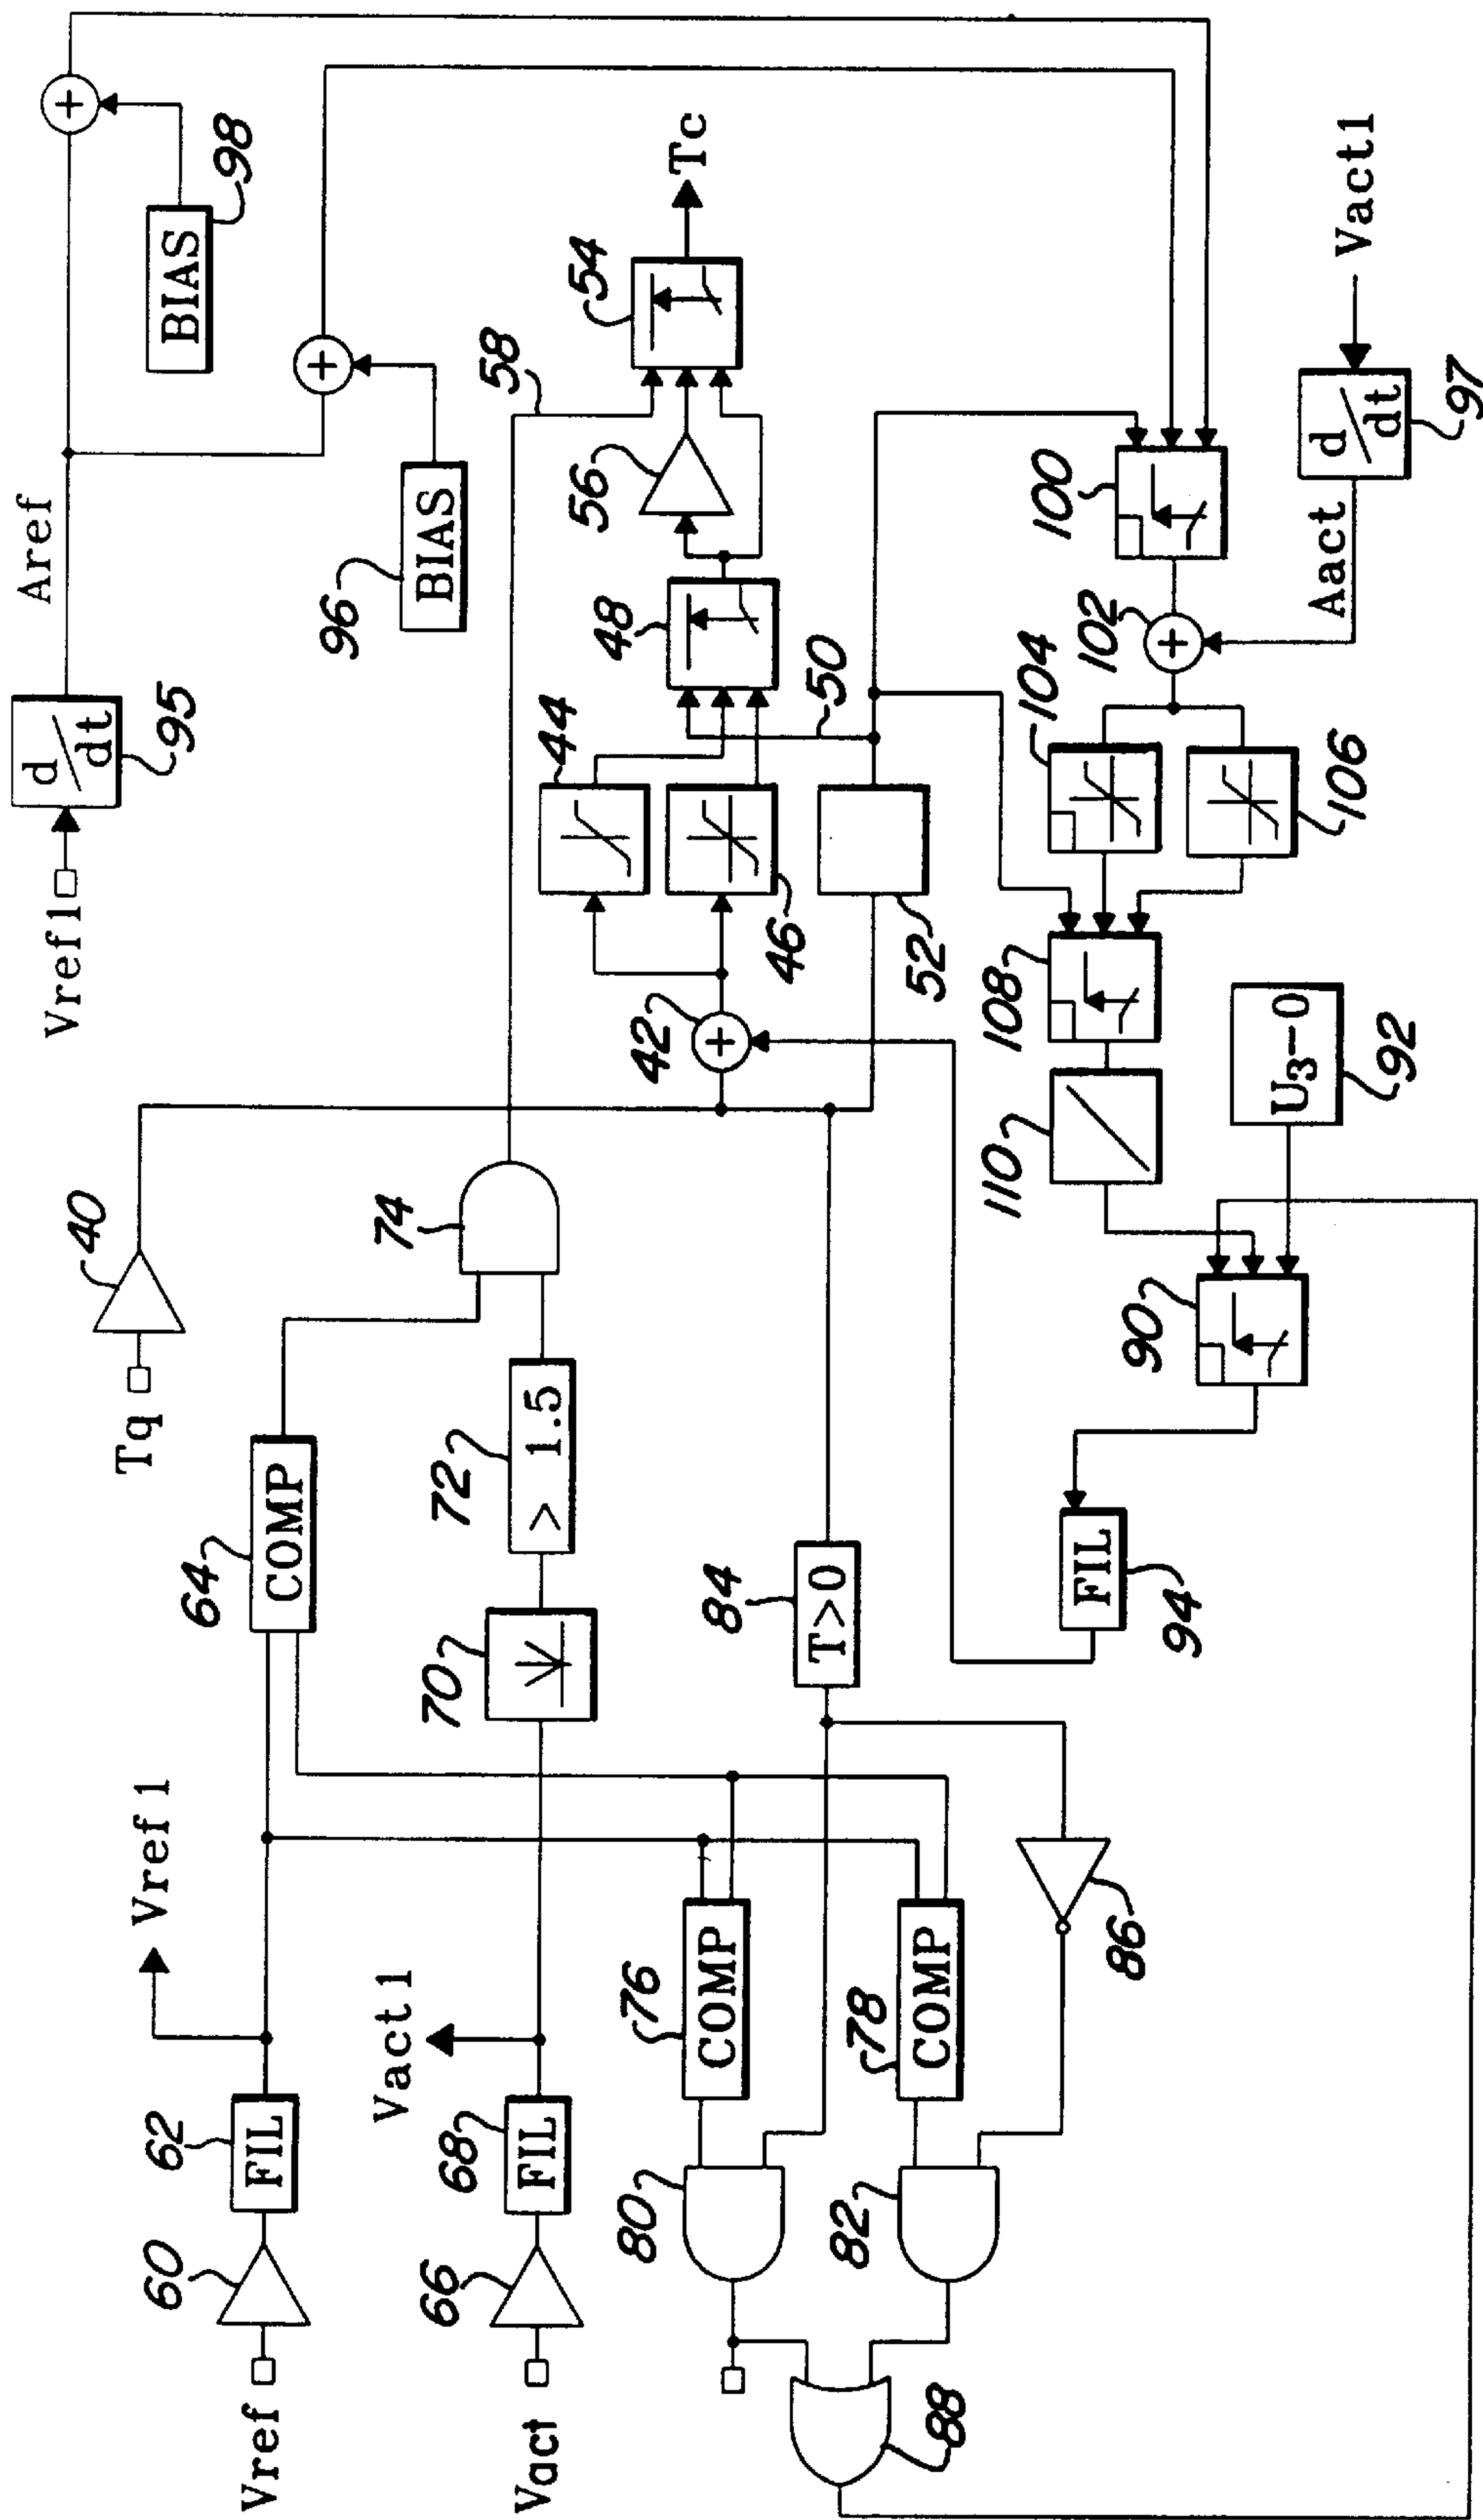 Vref
60
62
FIL
Vref 1
64
COMP
Tq
40
Vref1
d/dt
95
Aref
96
BIAS
BIAS
98
Vact
66
68
FIL
Vact 1
70
72
> 1.5
74
42
44
46
48
50
52
56
58
54
Tc
76
COMP
80
78
COMP
82
84
T>0
86
88
94
FIL
90
92
U3-0
110
108
104
106
102
100
Aact
d/dt
97
Vact1